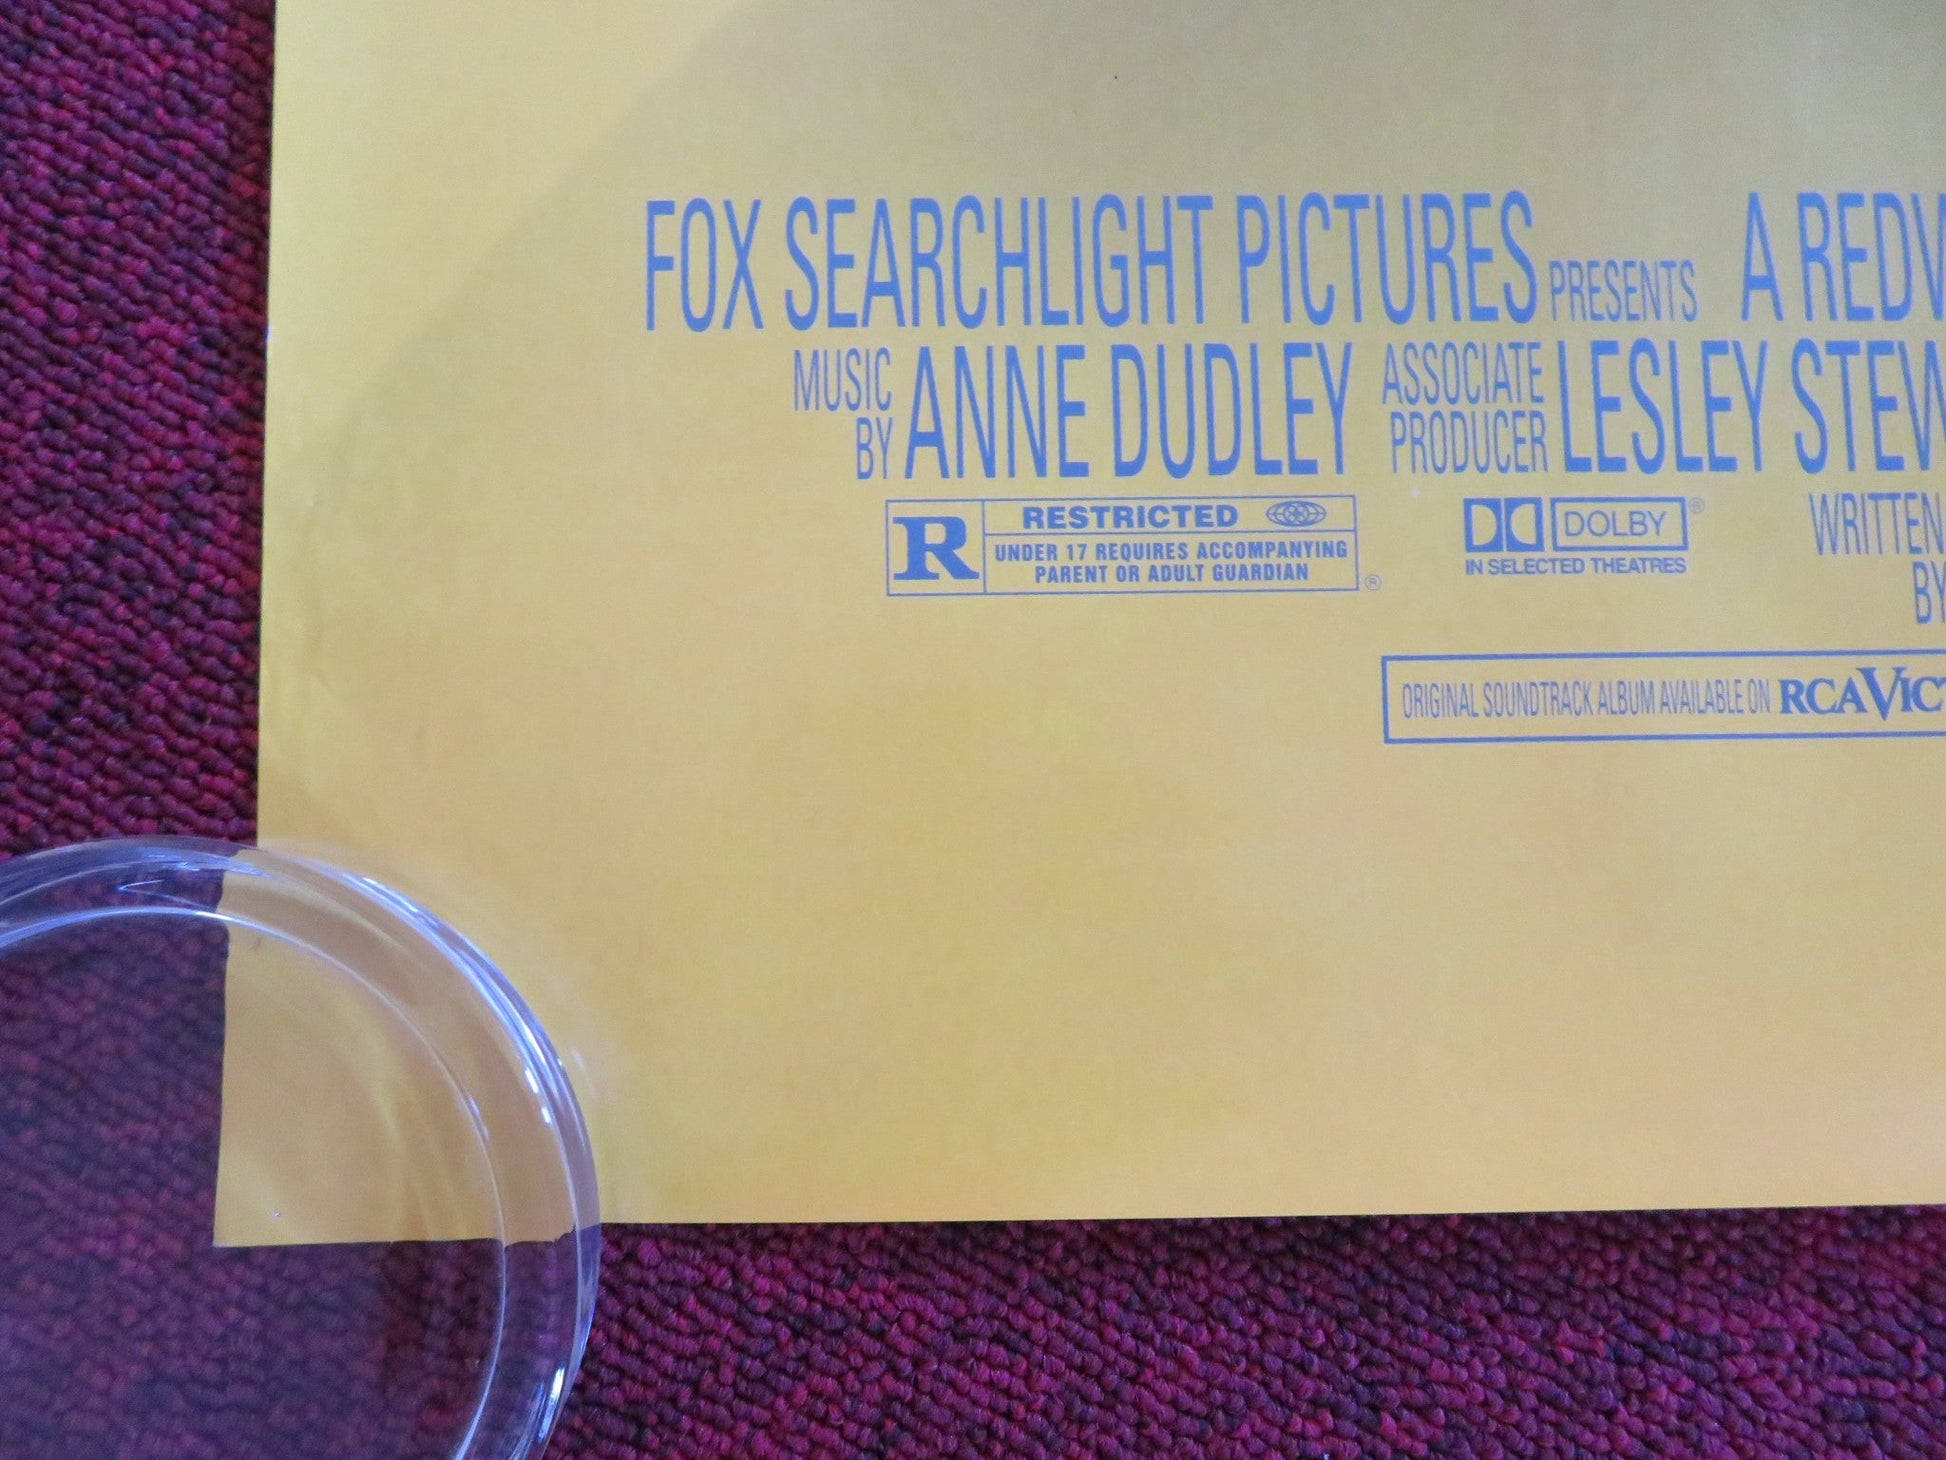 FOX SEARCHLIGHT PICTURES PRESENTS A REDW
MUSIC BY ANNE DUDLEY ASSOCIATE PRODUCER LESLEY STEW
R RESTRICTED
UNDER 17 REQUIRES ACCOMPANYING
PARENT OR ADULT GUARDIAN ®
DOLBY ®
IN SELECTED THEATRES
WRITTEN
BY
ORIGINAL SOUNDTRACK ALBUM AVAILABLE ON RCA VICT